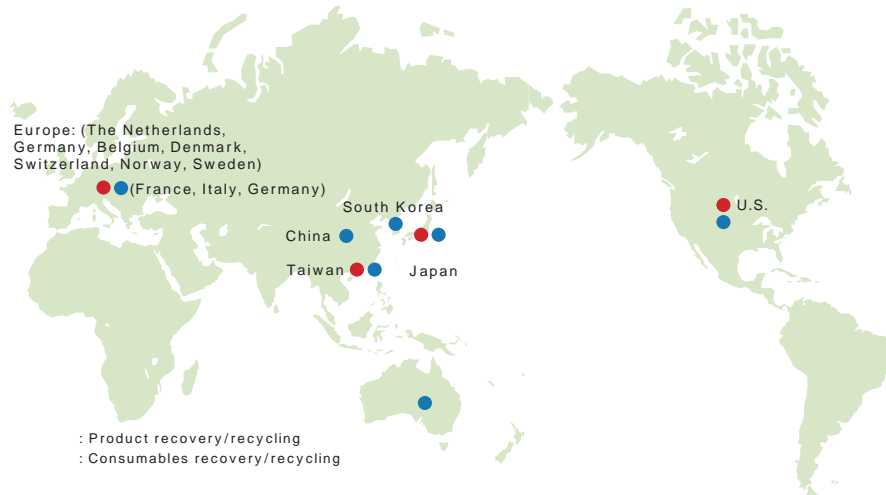 Europe: (The Netherlands,
Germany, Belgium, Denmark,
Switzerland, Norway, Sweden)
(France, Italy, Germany)
South Korea
U.S.
China
Taiwan
Japan
: Product recovery/recycling
: Consumables recovery/recycling